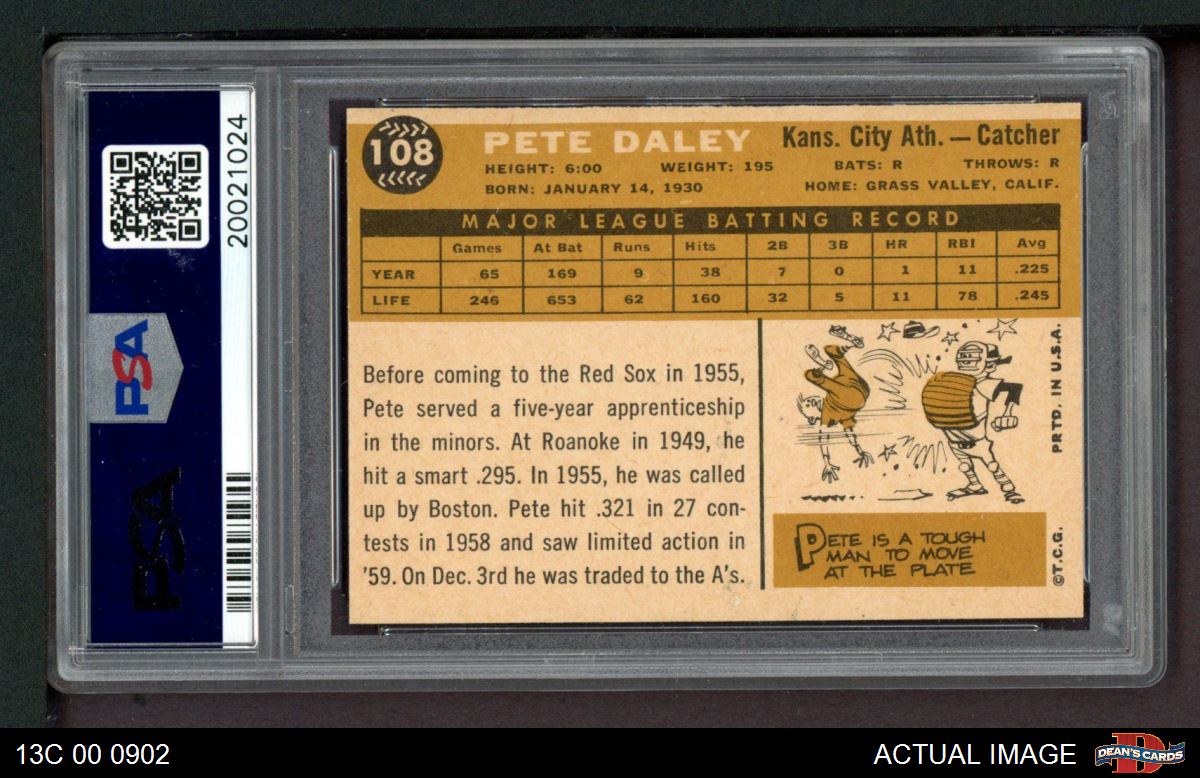 20021024
PSA
PSA
108
PETE DALEY
Kans. City Ath. — Catcher
HEIGHT: 6:00 WEIGHT: 195 BATS: R THROWS: R
BORN: JANUARY 14, 1930 HOME: GRASS VALLEY, CALIF.
MAJOR LEAGUE BATTING RECORD
Games At Bat Runs Hits 2B 3B HR RBI Avg
YEAR 65 169 9 38 7 0 1 11 .225
LIFE 246 653 62 160 32 5 11 78 .245
Before coming to the Red Sox in 1955,
Pete served a five-year apprenticeship
in the minors. At Roanoke in 1949, he
hit a smart .295. In 1955, he was called
up by Boston. Pete hit .321 in 27 con-
tests in 1958 and saw limited action in
'59. On Dec. 3rd he was traded to the A's.
PETE IS A TOUGH
MAN TO MOVE
AT THE PLATE
PRTD. IN U.S.A.
©T.C.G.
13C 00 0902
ACTUAL IMAGE
DEAN'S CARDS